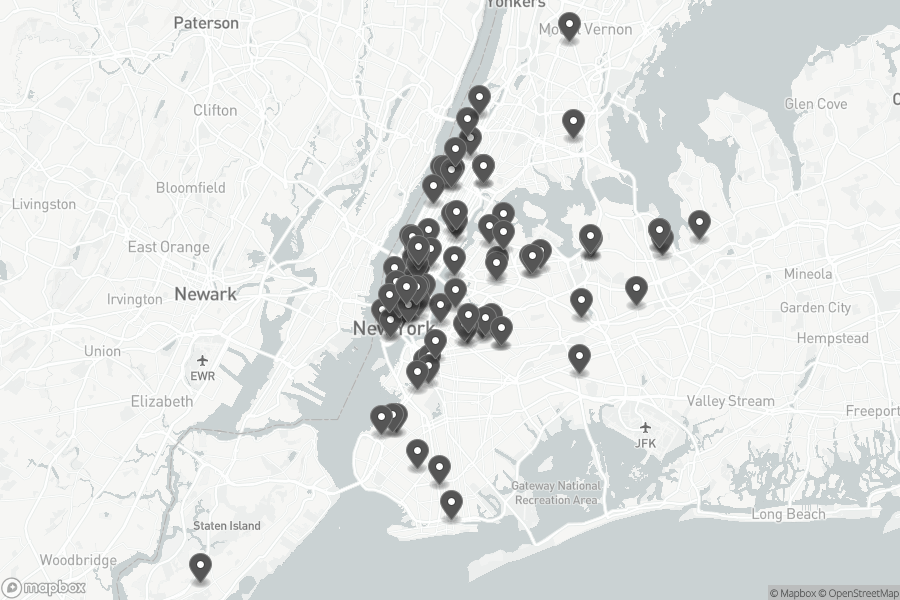 Yonkers
Paterson
Mount Vernon
Clifton
Glen Cove
Bloomfield
Livingston
East Orange
Mineola
Newark
Irvington
Garden City
New York
Hempstead
Union
EWR
Elizabeth
Valley Stream
Freeport
JFK
Gateway National
Recreation Area
Long Beach
Staten Island
Woodbridge
mapbox
© Mapbox © OpenStreetMap